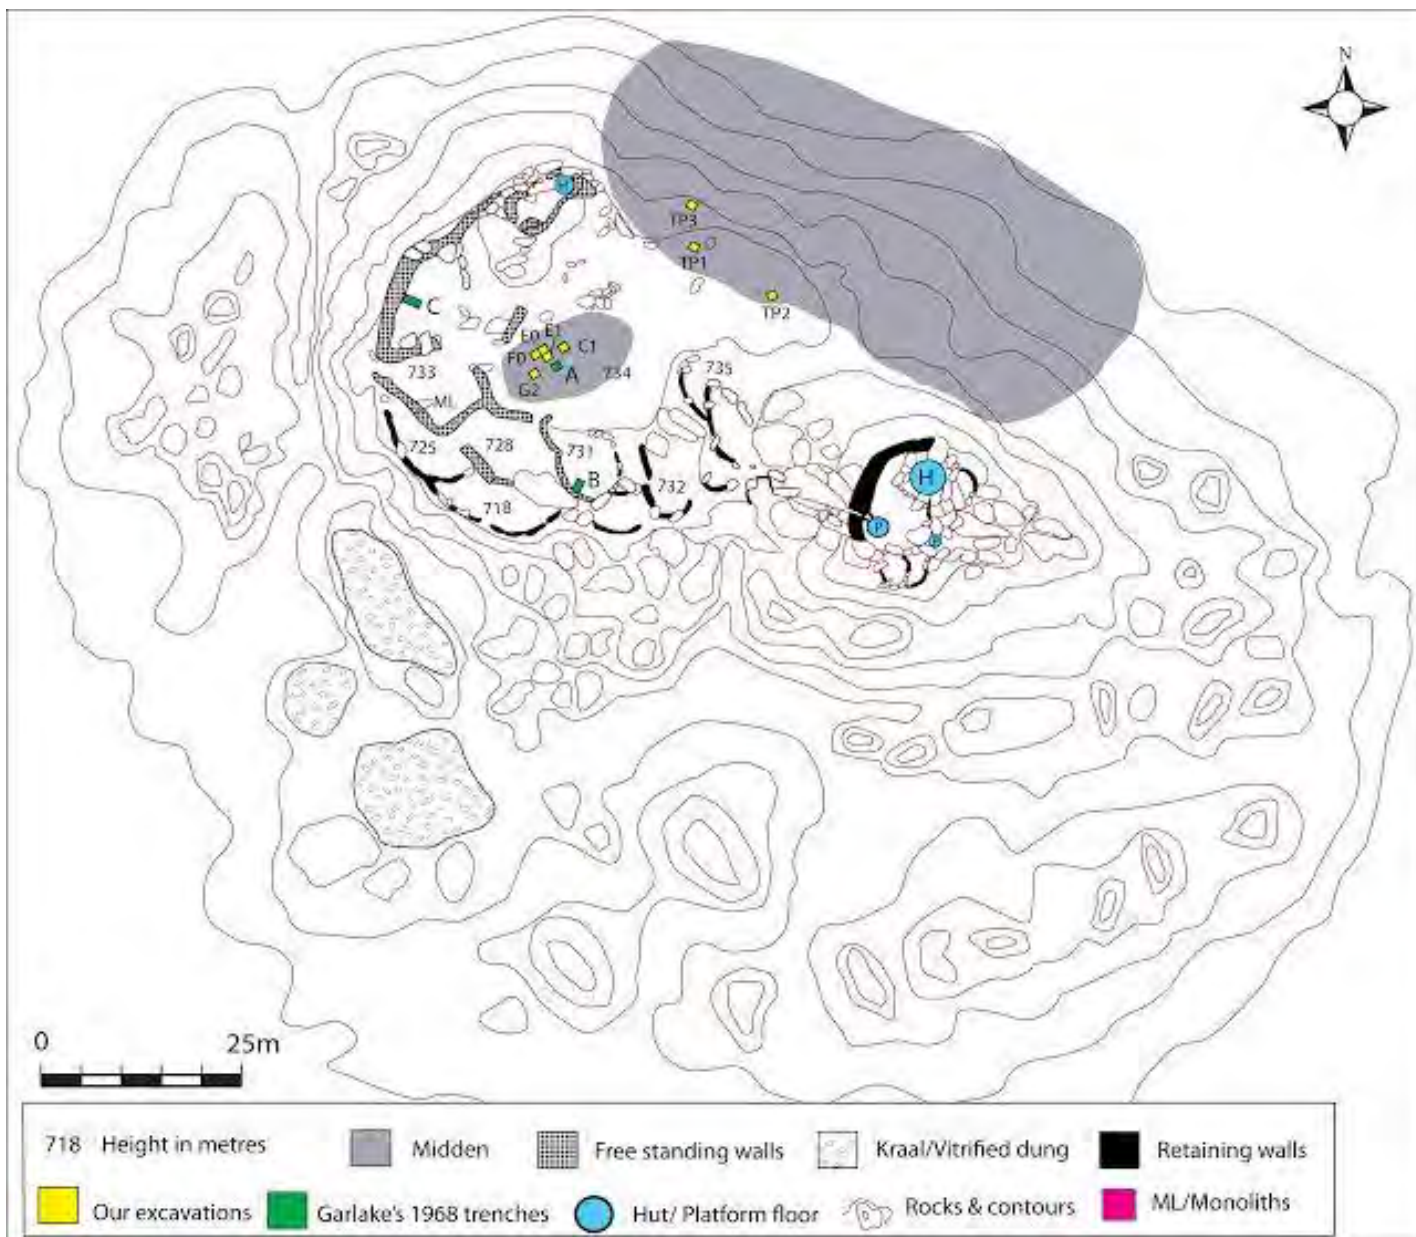 N
H
TP3
TP1
TP2
C
E0 E1
F0 C1
A 734
G2
733
735
ML
725 728 731
B
732
718
H
P
P
0 25m
718 Height in metres Midden Free standing walls Kraal/Vitrified dung Retaining walls
Our excavations Garlake's 1968 trenches Hut/ Platform floor Rocks & contours ML/Monoliths